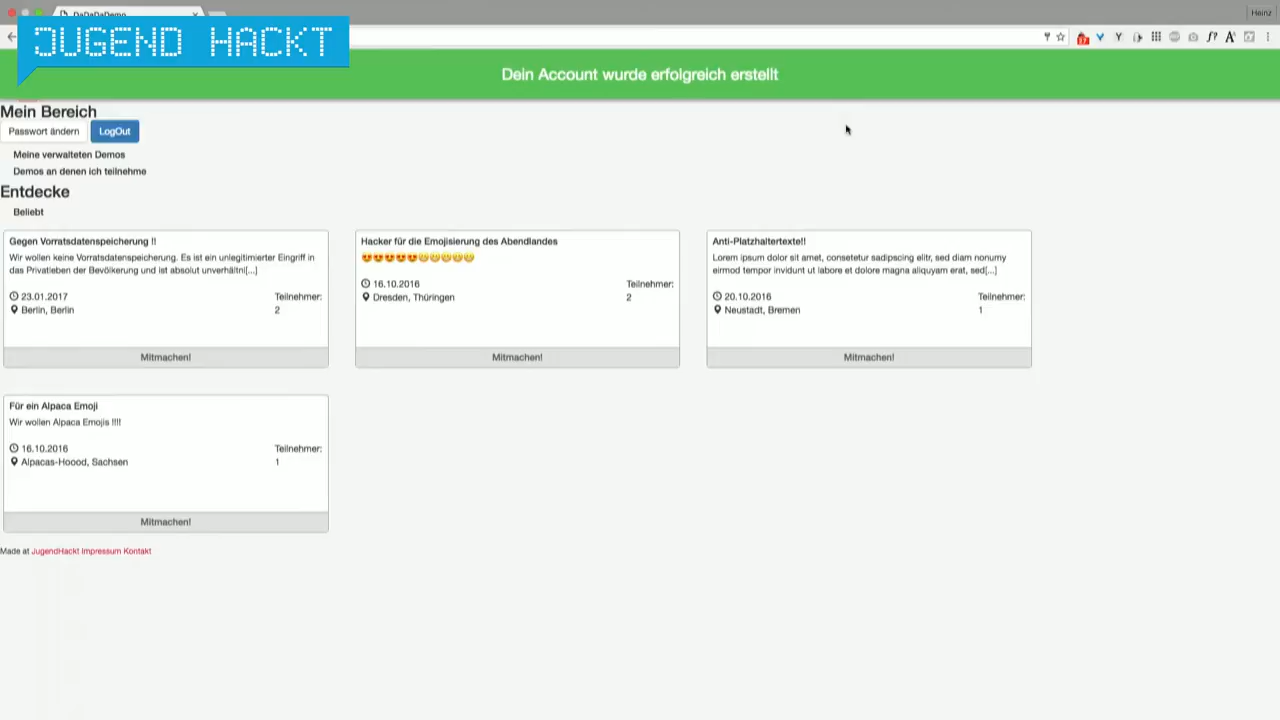 DaDaDaDemo
Heinz
JUGEND HACKT
Dein Account wurde erfolgreich erstellt
Mein Bereich
Passwort ändern
LogOut
Meine verwalteten Demos
Demos an denen ich teilnehme
Entdecke
Beliebt
Gegen Vorratsdatenspeicherung !!
Wir wollen keine Vorratsdatenspeicherung. Es ist ein unlegitimierter Eingriff in
das Privatleben der Bevölkerung und ist absolut unverhältni[...]
23.01.2017
Teilnehmer:
Berlin, Berlin
2
Mitmachen!
Hacker für die Emojisierung des Abendlandes
😍😍😍😍😍😊😊😊😊😊
16.10.2016
Teilnehmer:
Dresden, Thüringen
2
Mitmachen!
Anti-Platzhaltertexte!!
Lorem ipsum dolor sit amet, consetetur sadipscing elitr, sed diam nonumy
eirmod tempor invidunt ut labore et dolore magna aliquyam erat, sed[...]
20.10.2016
Teilnehmer:
Neustadt, Bremen
1
Mitmachen!
Für ein Alpaca Emoji
Wir wollen Alpaca Emojis !!!!
16.10.2016
Teilnehmer:
Alpacas-Hoood, Sachsen
1
Mitmachen!
Made at JugendHackt Impressum Kontakt